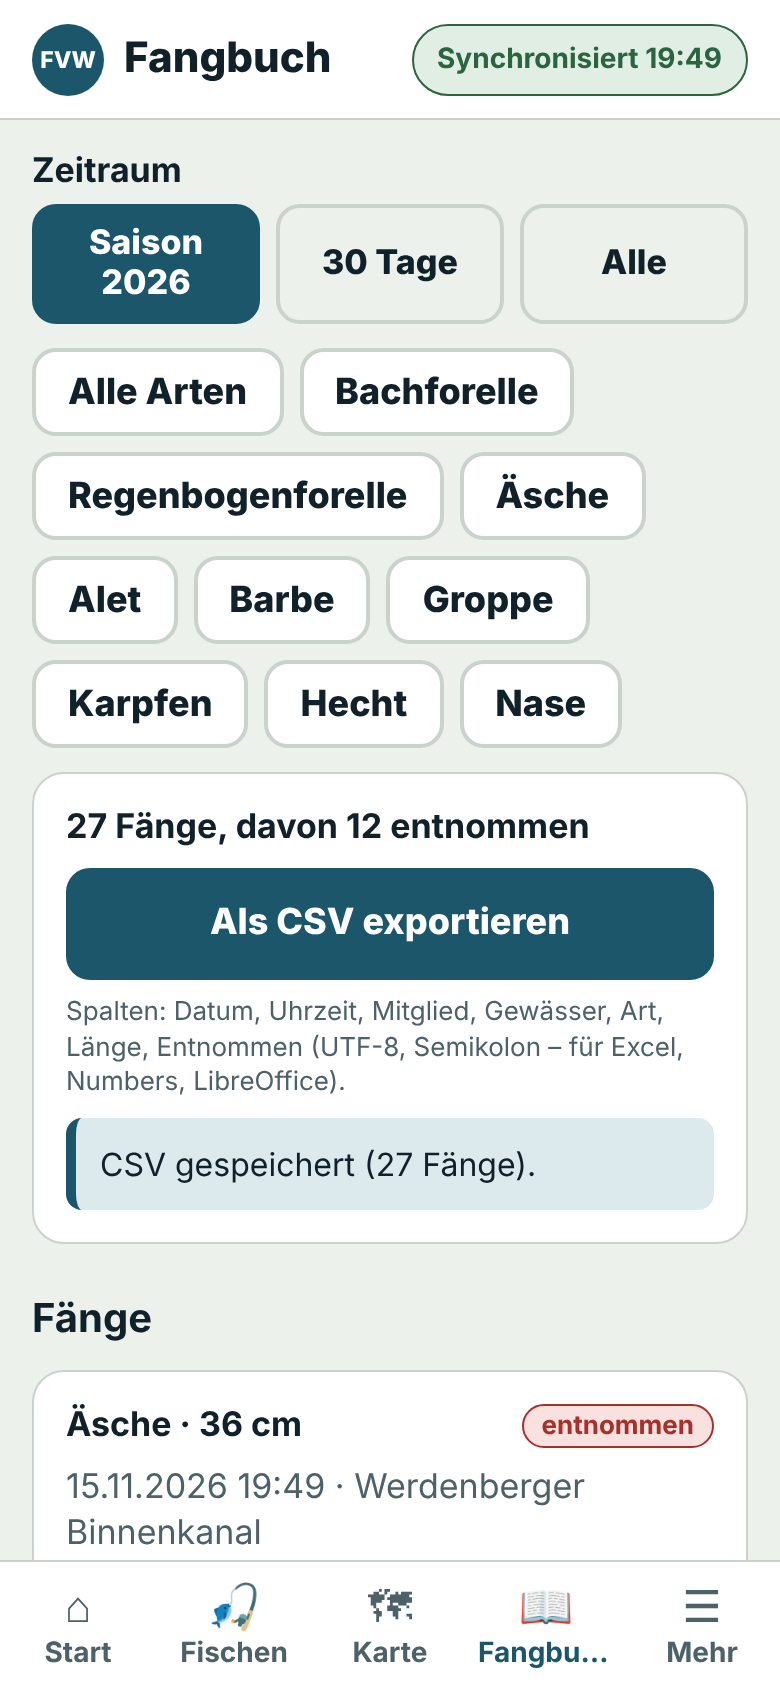 FVW Fangbuch Synchronisiert 19:49
Zeitraum
Saison 2026 30 Tage Alle
Alle Arten Bachforelle
Regenbogenforelle Äsche
Alet Barbe Groppe
Karpfen Hecht Nase
27 Fänge, davon 12 entnommen
Als CSV exportieren
Spalten: Datum, Uhrzeit, Mitglied, Gewässer, Art,
Länge, Entnommen (UTF-8, Semikolon – für Excel,
Numbers, LibreOffice).
CSV gespeichert (27 Fänge).
Fänge
Äsche · 36 cm entnommen
15.11.2026 19:49 · Werdenberger
Binnenkanal
Start Fischen Karte Fangbu... Mehr